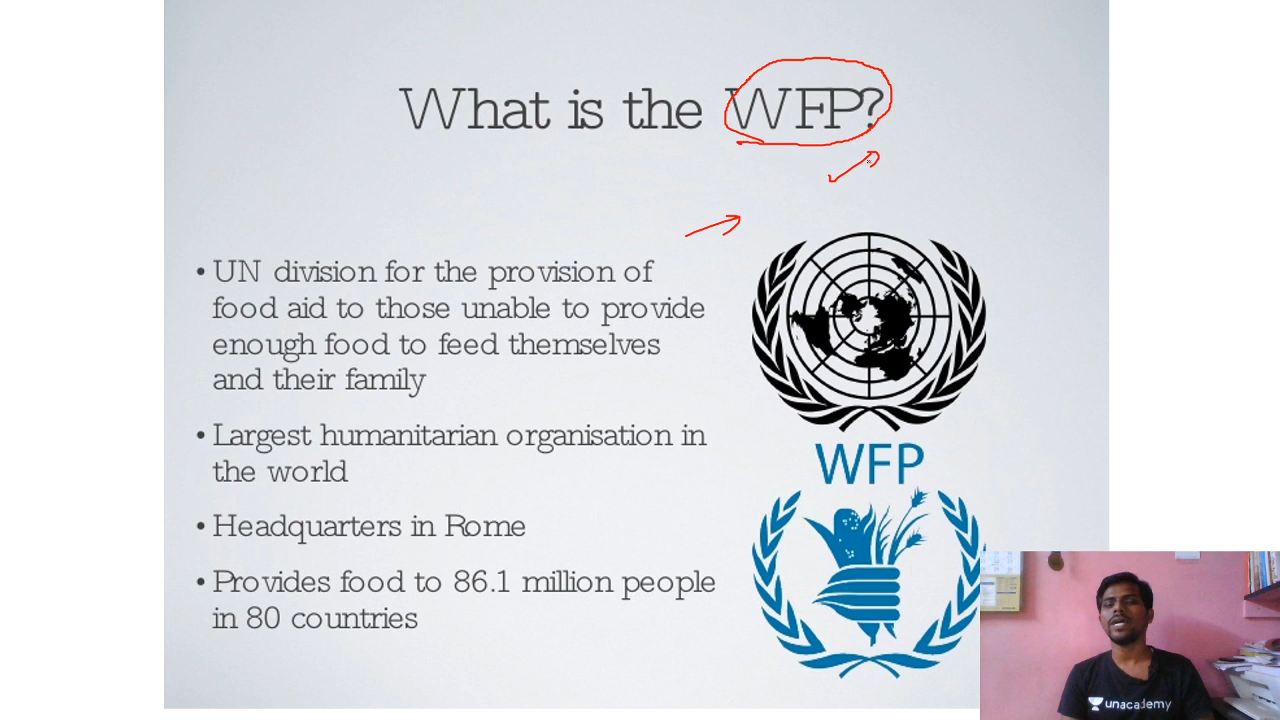 What is the WFP?
• UN division for the provision of
food aid to those unable to provide
enough food to feed themselves
and their family
• Largest humanitarian organisation in
the world
• Headquarters in Rome
• Provides food to 86.1 million people
in 80 countries
WFP
unacademy